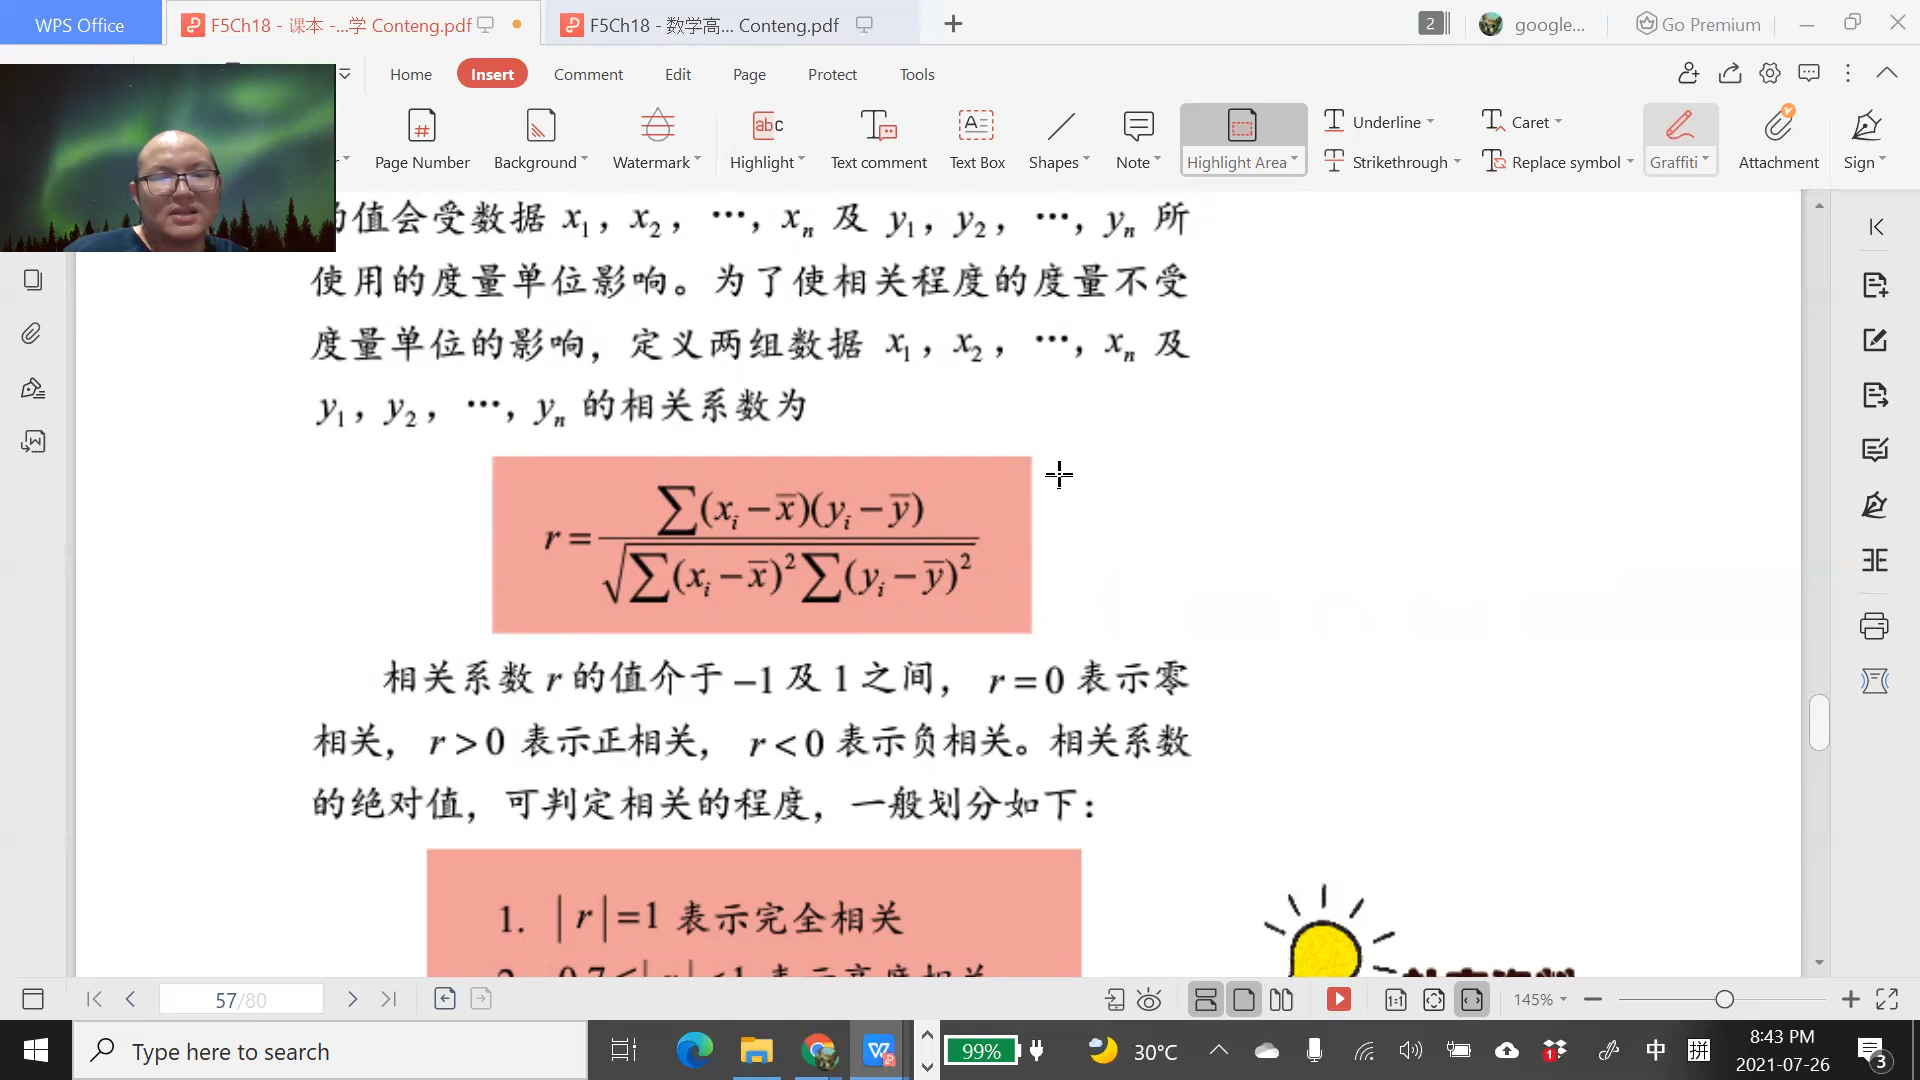 WPS Office
F5Ch18 - 课本 -...学 Conteng.pdf
F5Ch18 - 数学高... Conteng.pdf
2
google...
Go Premium
Home
Insert
Comment
Edit
Page
Protect
Tools
Page Number
Background
Watermark
Highlight
Text comment
Text Box
Shapes
Note
Highlight Area
Underline
Strikethrough
Caret
Replace symbol
Graffiti
Attachment
Sign
的值会受数据 x₁，x₂，…，xₙ 及 y₁，y₂，…，yₙ 所
使用的度量单位影响。为了使相关程度的度量不受
度量单位的影响，定义两组数据 x₁，x₂，…，xₙ 及
y₁，y₂，…，yₙ 的相关系数为
r = ∑(xᵢ − x̅)(yᵢ − y̅) / √∑(xᵢ − x̅)²∑(yᵢ − y̅)²
相关系数 r 的值介于 −1 及 1 之间，r = 0 表示零
相关，r > 0 表示正相关，r < 0 表示负相关。相关系数
的绝对值，可判定相关的程度，一般划分如下：
1. | r | = 1 表示完全相关
57/80
145%
Type here to search
99%
30°C
中
拼
8:43 PM
2021-07-26
3